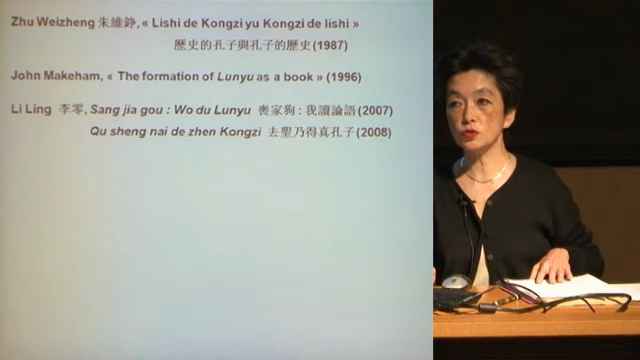 Zhu Weizheng 朱維錚, « Lishi de Kongzi yu Kongzi de lishi »
歷史的孔子與孔子的歷史 (1987)
John Makeham, « The formation of Lunyu as a book » (1996)
Li Ling 李零, Sang jia gou : Wo du Lunyu 喪家狗 : 我讀論語 (2007)
Qu sheng nai de zhen Kongzi 去聖乃得真孔子 (2008)